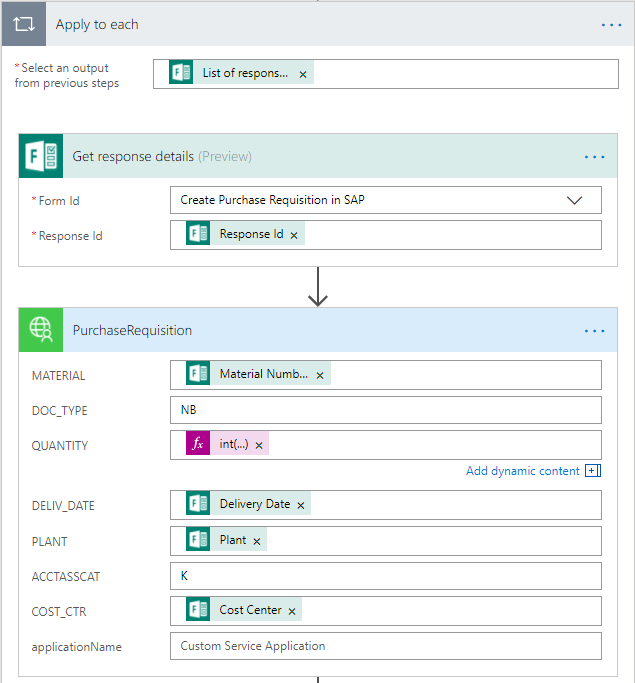 Apply to each
...
* Select an output
from previous steps
List of respons... ×
Get response details (Preview)
...
* Form Id
Create Purchase Requisition in SAP
* Response Id
Response Id ×
PurchaseRequisition
...
MATERIAL
Material Numb... ×
DOC_TYPE
NB
QUANTITY
fx int(...) ×
Add dynamic content
DELIV_DATE
Delivery Date ×
PLANT
Plant ×
ACCTASSCAT
K
COST_CTR
Cost Center ×
applicationName
Custom Service Application